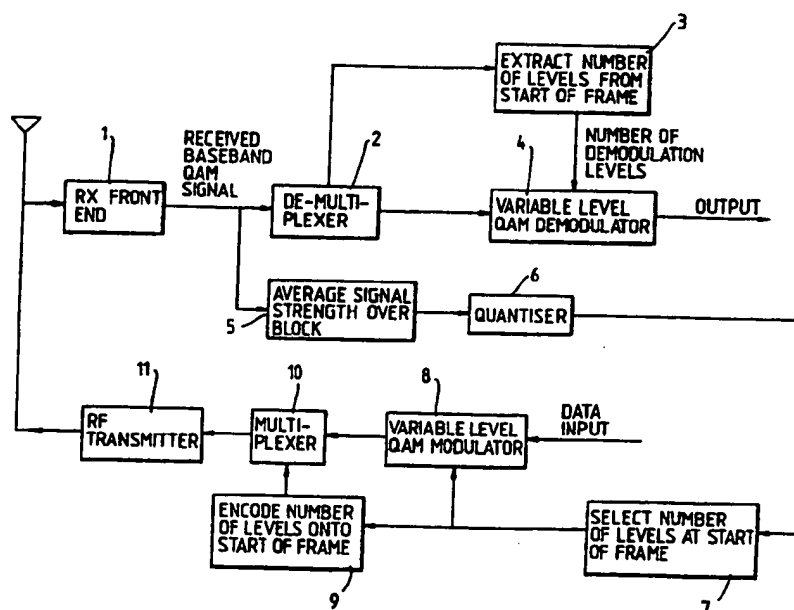 3
EXTRACT NUMBER
OF LEVELS FROM
START OF FRAME
1
RECEIVED
BASEBAND
QAM
SIGNAL
2
NUMBER OF
DEMODULATION
LEVELS
4
RX FRONT
END
DE-MULTI-
PLEXER
VARIABLE LEVEL
QAM DEMODULATOR
OUTPUT
5
AVERAGE SIGNAL
STRENGTH OVER
BLOCK
6
QUANTISER
11
RF
TRANSMITTER
10
MULTI-
PLEXER
8
VARIABLE LEVEL
QAM MODULATOR
DATA
INPUT
ENCODE NUMBER
OF LEVELS ONTO
START OF FRAME
9
SELECT NUMBER
OF LEVELS AT START
OF FRAME
7